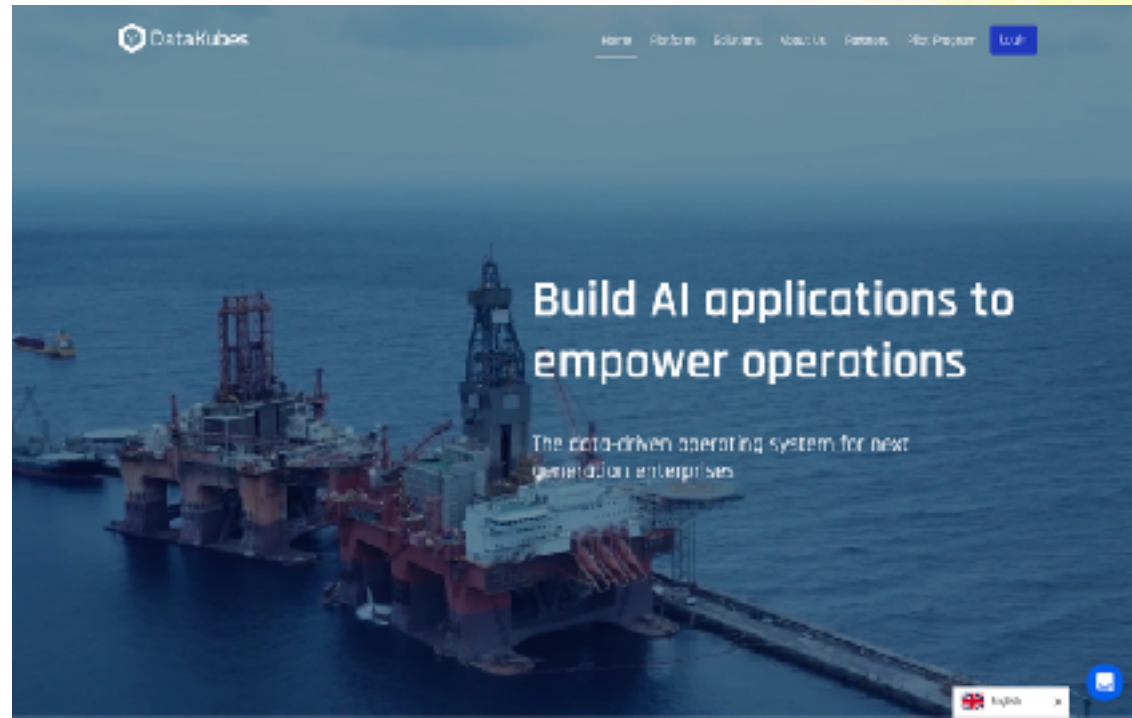 DataKubes
Home Platform Solutions About Us Partners Pilot Program Login
Build AI applications to
empower operations
The data-driven operating system for next
generation enterprises
English